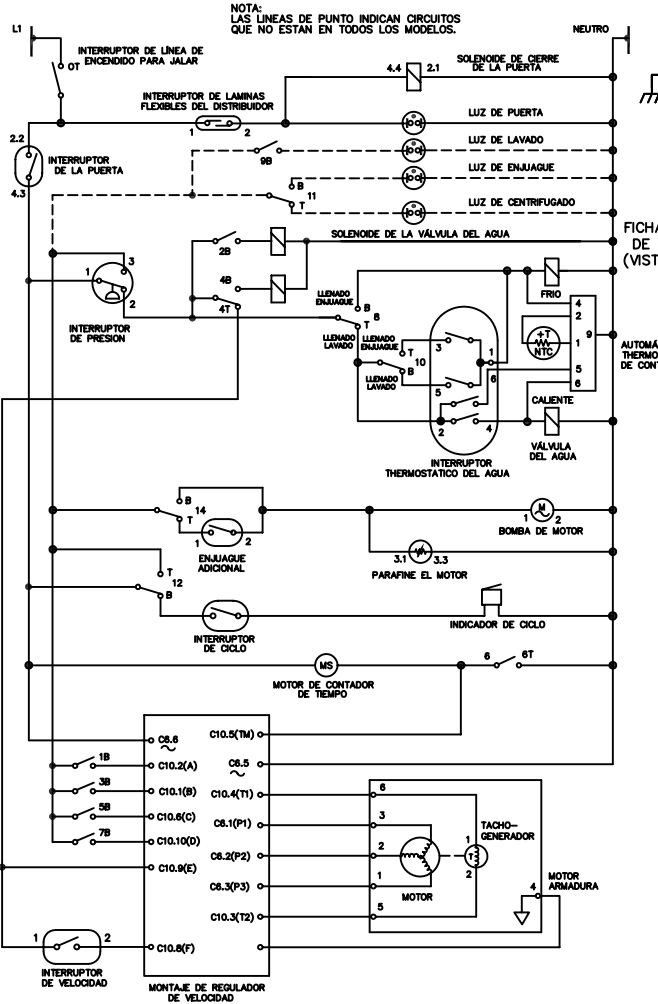 NOTA:
LAS LINEAS DE PUNTO INDICAN CIRCUITOS
QUE NO ESTAN EN TODOS LOS MODELOS.
L1
NEUTRO
INTERRUPTOR DE LÍNEA DE
ENCENDIDO PARA JALAR
OT
SOLENOIDE DE CIERRE
DE LA PUERTA
4.4
2.1
INTERRUPTOR DE LAMINAS
FLEXIBLES DEL DISTRIBUIDOR
1
2
LUZ DE PUERTA
2.2
INTERRUPTOR
DE LA PUERTA
4.3
9B
LUZ DE LAVADO
LUZ DE ENJUAGUE
B
11
T
LUZ DE CENTRIFUGADO
FICHA
DE
(VIST
SOLENOIDE DE LA VÁLVULA DEL AGUA
2B
3
1
2
INTERRUPTOR
DE PRESION
4B
4T
LLENADO
ENJUAGUE
B
8
T
LLENADO
LAVADO
LLENADO
ENJUAGUE
T
10
B
LLENADO
LAVADO
3
1
5
6
2
4
INTERRUPTOR
THERMOSTATICO DEL AGUA
FRIO
4
2
+T
NTC
1
9
5
6
AUTOMÁ
THERMO
DE CONT
CALIENTE
VÁLVULA
DEL AGUA
B
14
T
1
2
ENJUAGUE
ADICIONAL
M
1
2
BOMBA DE MOTOR
3.1
3.3
PARAFINE EL MOTOR
T
12
B
INTERRUPTOR
DE CICLO
INDICADOR DE CICLO
MS
MOTOR DE CONTADOR
DE TIEMPO
6
6T
C6.6
C10.5(TM)
1B
C10.2(A)
C6.5
3B
C10.1(B)
C10.4(T1)
5B
C10.6(C)
C6.1(P1)
7B
C10.10(D)
C6.2(P2)
C10.9(E)
C6.3(P3)
C10.3(T2)
C10.8(F)
6
3
2
1
5
MOTOR
TACHO-
GENERADOR
1
T
2
MOTOR
ARMADURA
4
1
2
INTERRUPTOR
DE VELOCIDAD
MONTAJE DE REGULADOR
DE VELOCIDAD